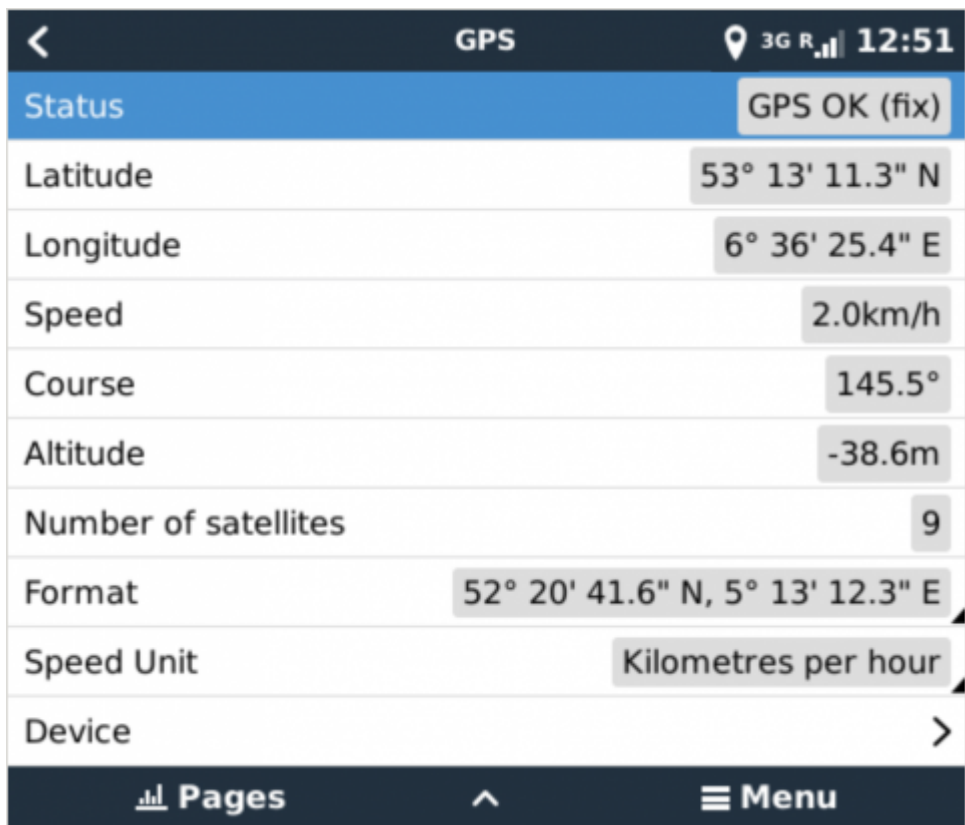 GPS 3G R 12:51
Status GPS OK (fix)
Latitude 53° 13' 11.3" N
Longitude 6° 36' 25.4" E
Speed 2.0km/h
Course 145.5°
Altitude -38.6m
Number of satellites 9
Format 52° 20' 41.6" N, 5° 13' 12.3" E
Speed Unit Kilometres per hour
Device
Pages Menu